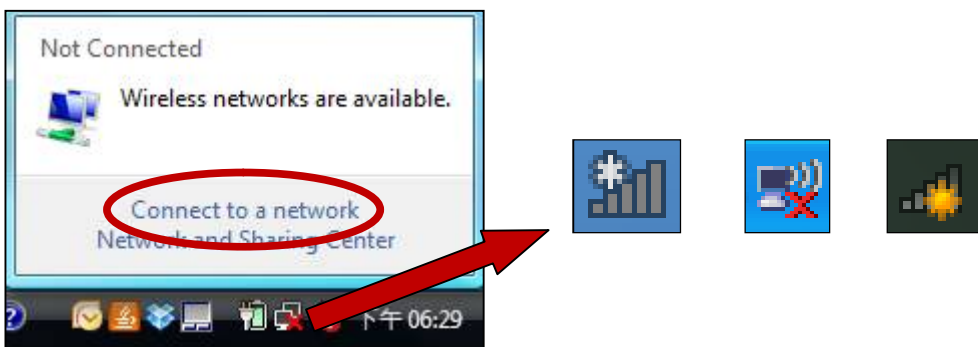 Not Connected
Wireless networks are available.
Connect to a network
Network and Sharing Center
?
下午 06:29